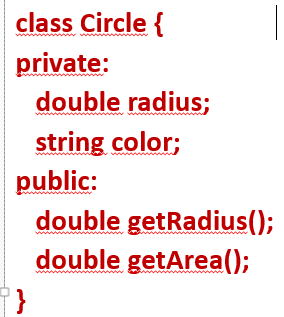 class Circle {
private:
double radius;
string color;
public:
double getRadius();
double getArea();
}